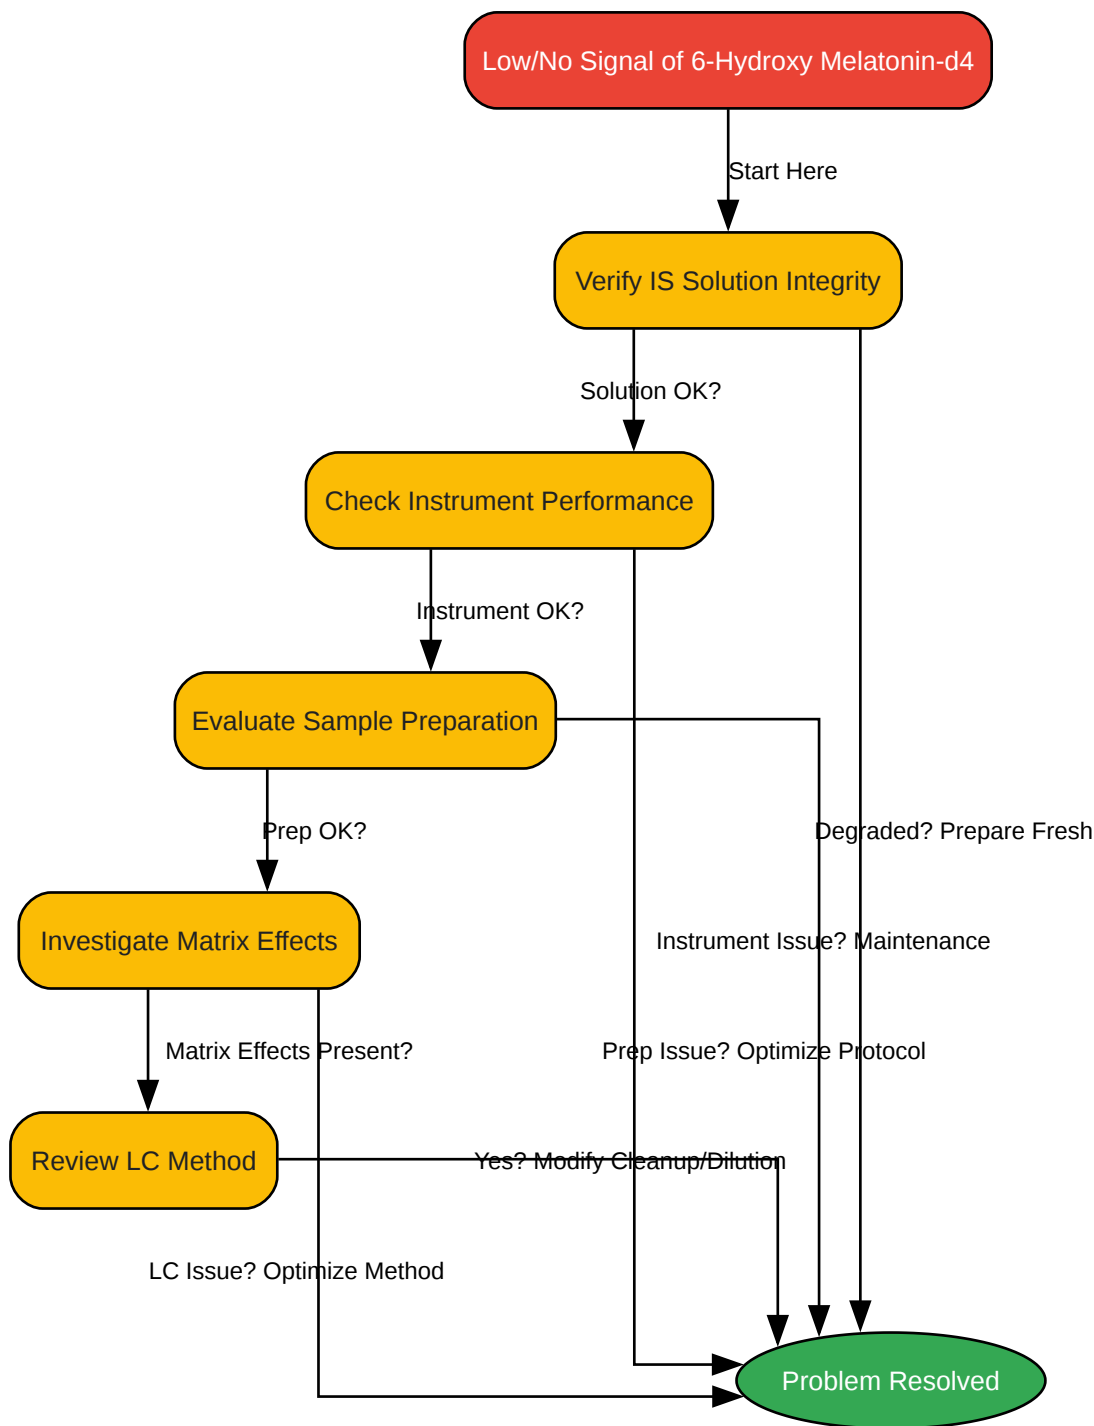 Low/No Signal of 6-Hydroxy Melatonin-d4
Start Here
Verify IS Solution Integrity
Solution OK?
Check Instrument Performance
Instrument OK?
Evaluate Sample Preparation
Prep OK?
Degraded? Prepare Fresh
Investigate Matrix Effects
Instrument Issue? Maintenance
Matrix Effects Present?
Prep Issue? Optimize Protocol
Review LC Method
Yes? Modify Cleanup/Dilution
LC Issue? Optimize Method
Problem Resolved